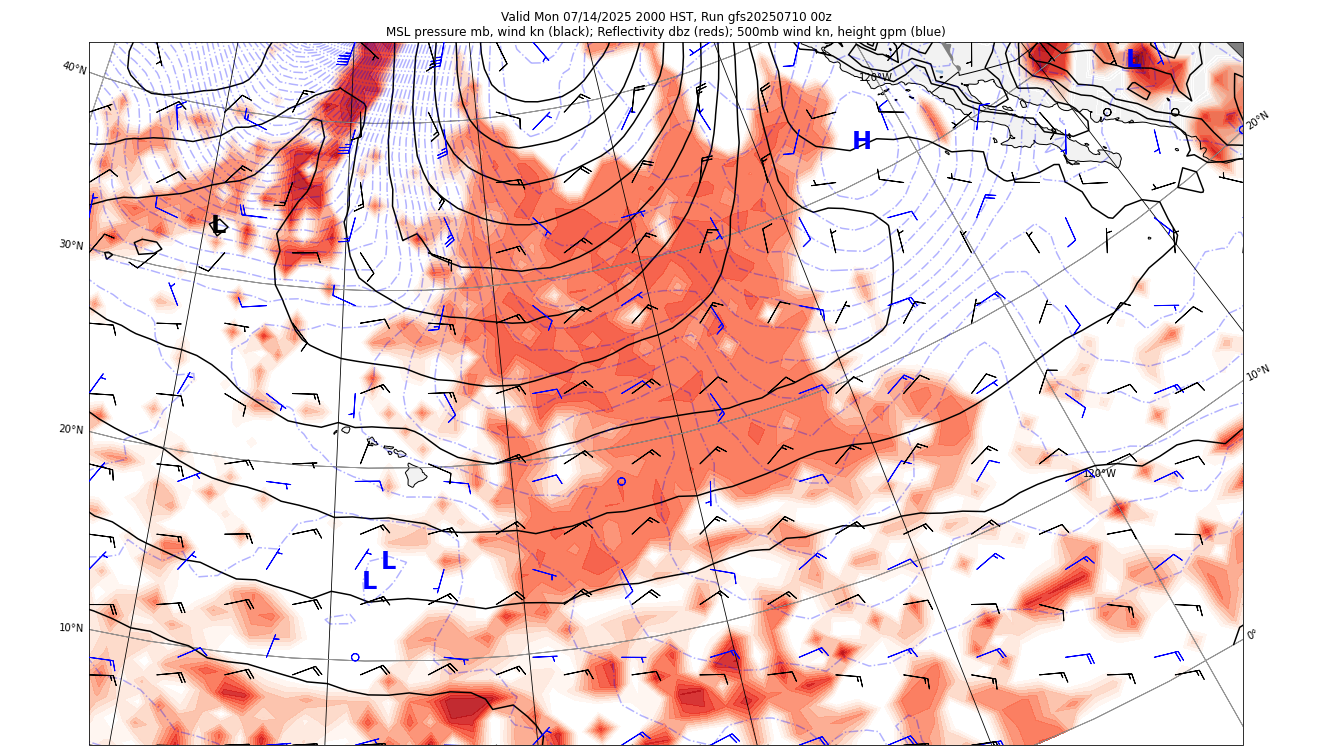 Valid Mon 07/14/2025 2000 HST, Run gfs20250710 00z
MSL pressure mb, wind kn (black); Reflectivity dbz (reds); 500mb wind kn, height gpm (blue)
40°N
120°W
L
20°N
H
L
30°N
10°N
20°N
120°W
L
L
10°N
0°